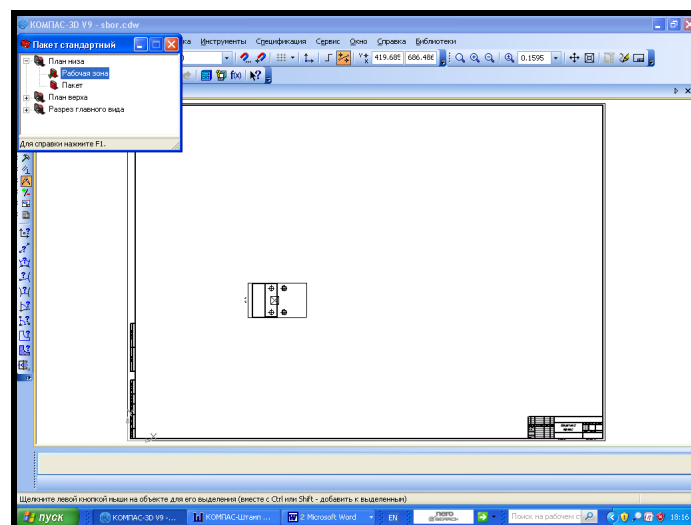 КОМПАС-3D V9 - sbor.cdw
Пакет стандартный
Инструменты Спецификация Сервис Окно Справка Библиотеки
План низа
Рабочая зона
Пакет
План верха
Разрез главного вида
Для справки нажмите F1.
419.685 686.486 0.1595
f(x)
Щелкните левой кнопкой мыши на объекте для его выделения (вместе с Ctrl или Shift - добавить к выделенным)
пуск
КОМПАС-3D V9 -...
КОМПАС-Штамп ...
2 Microsoft Word
EN
nero
SEARCH
Поиск на рабочем с
18:16